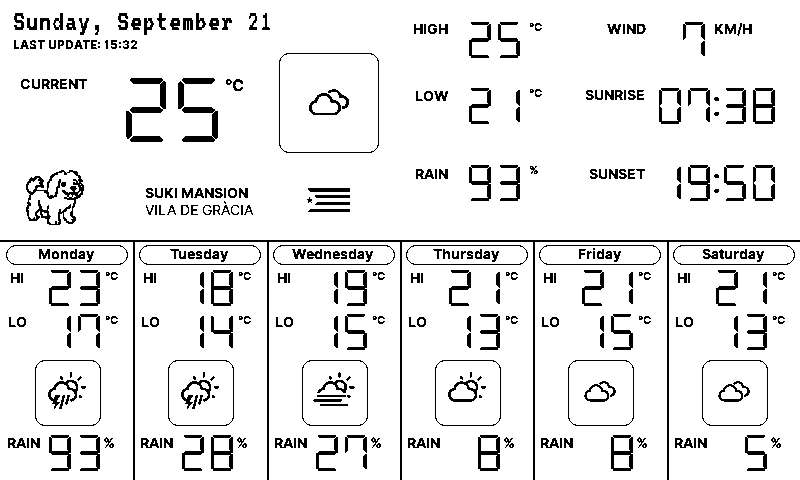 Sunday, September 21
LAST UPDATE: 15:32
CURRENT 25 °C
SUKI MANSION
VILA DE GRÀCIA
HIGH 25 °C
LOW 21 °C
RAIN 93 %
WIND 7 KM/H
SUNRISE 07:38
SUNSET 19:50
Monday
HI 23 °C
LO 17 °C
RAIN 93 %
Tuesday
HI 18 °C
LO 14 °C
RAIN 28 %
Wednesday
HI 19 °C
LO 15 °C
RAIN 27 %
Thursday
HI 21 °C
LO 13 °C
RAIN 8 %
Friday
HI 21 °C
LO 15 °C
RAIN 8 %
Saturday
HI 21 °C
LO 13 °C
RAIN 5 %